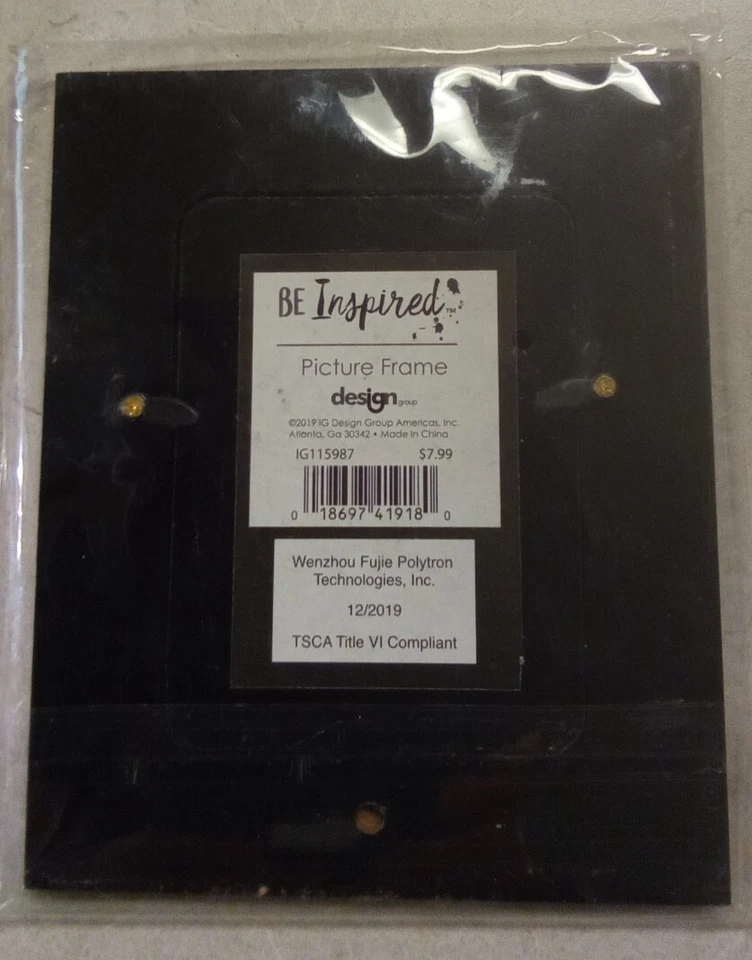 BE Inspired™
Picture Frame
design group
©2019 IG Design Group Americas, Inc.
Atlanta, Ga 30342 • Made In China
IG115987 $7.99
0 18697 41918 0
Wenzhou Fujie Polytron
Technologies, Inc.
12/2019
TSCA Title VI Compliant